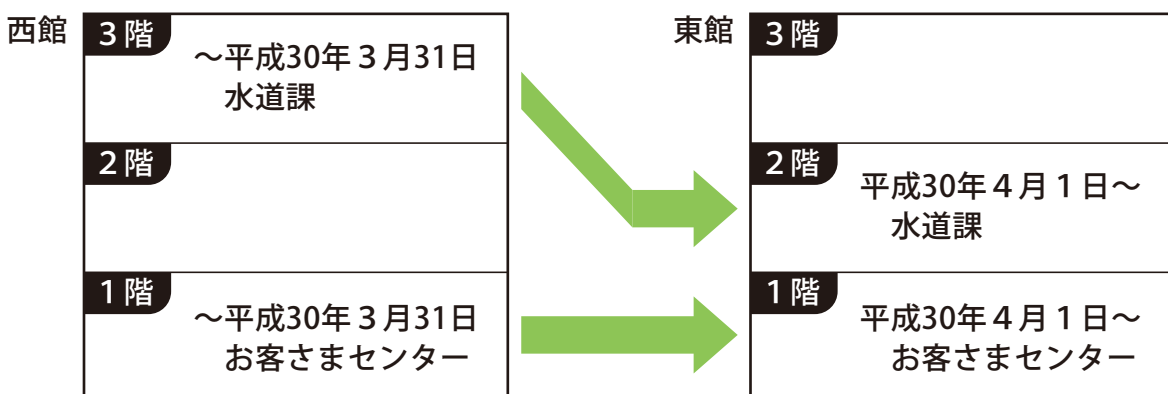 西館
3階
～平成30年3月31日
水道課
2階
1階
～平成30年3月31日
お客さまセンター
東館
3階
2階
平成30年4月1日～
水道課
1階
平成30年4月1日～
お客さまセンター